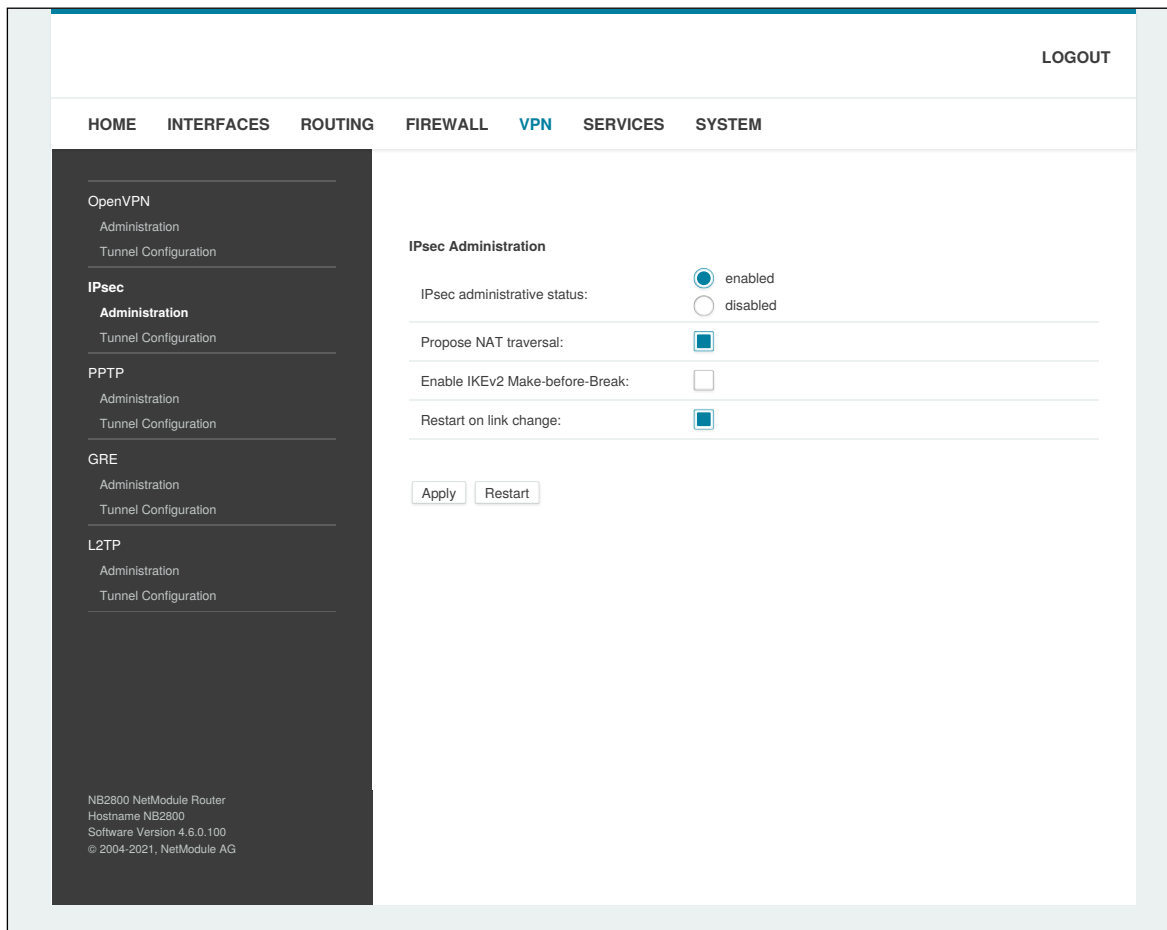 LOGOUT
HOME INTERFACES ROUTING FIREWALL VPN SERVICES SYSTEM
OpenVPN
Administration
Tunnel Configuration
IPsec
Administration
Tunnel Configuration
PPTP
Administration
Tunnel Configuration
GRE
Administration
Tunnel Configuration
L2TP
Administration
Tunnel Configuration
NB2800 NetModule Router
Hostname NB2800
Software Version 4.6.0.100
© 2004-2021, NetModule AG
IPsec Administration
IPsec administrative status:
enabled
disabled
Propose NAT traversal:
Enable IKEv2 Make-before-Break:
Restart on link change:
Apply Restart